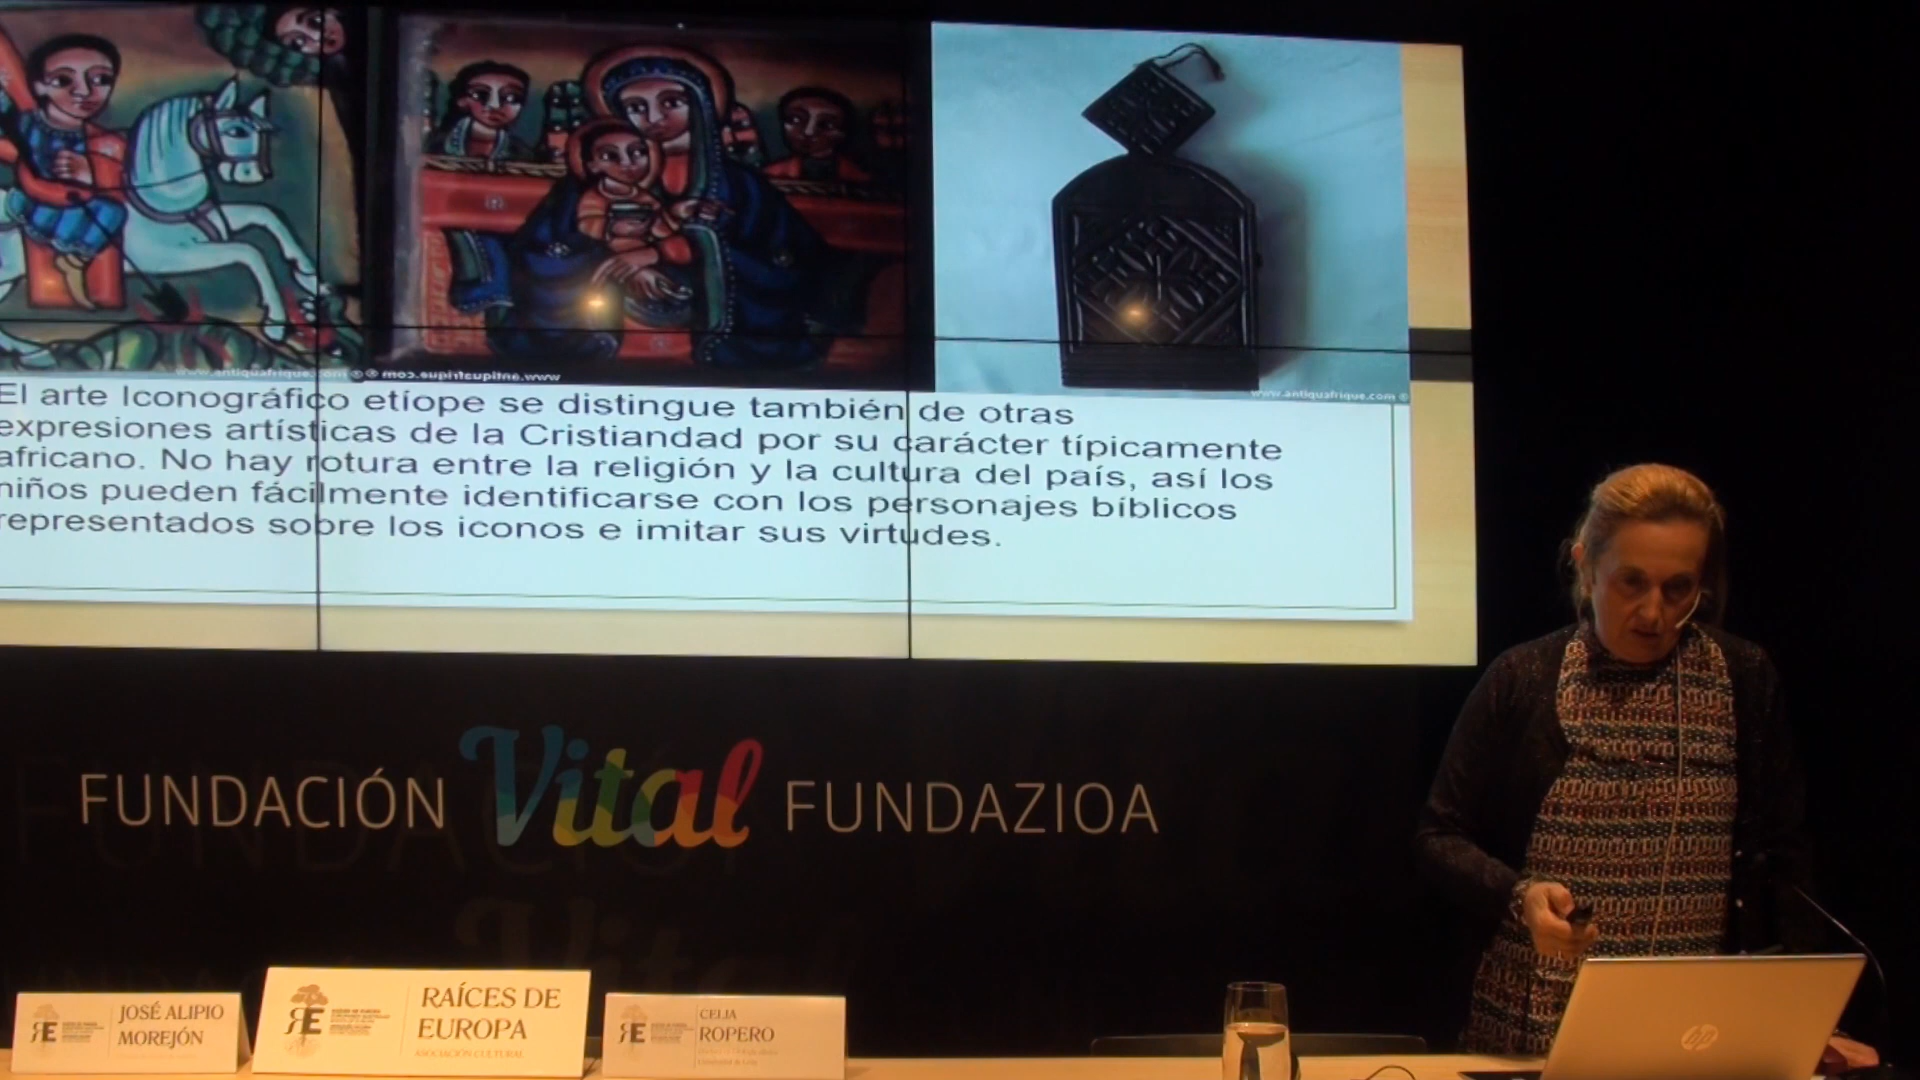 www.antiquafrique.com ©
© www.antiquafrique.com
www.antiquafrique.com ©
El arte Iconográfico etíope se distingue también de otras
expresiones artísticas de la Cristiandad por su carácter típicamente
africano. No hay rotura entre la religión y la cultura del país, así los
niños pueden fácilmente identificarse con los personajes bíblicos
representados sobre los iconos e imitar sus virtudes.
FUNDACIÓN Vital FUNDAZIOA
JOSÉ ALIPIO
MOREJÓN
RAÍCES DE
EUROPA
ASOCIACIÓN CULTURAL
CELIA
ROPERO
hp